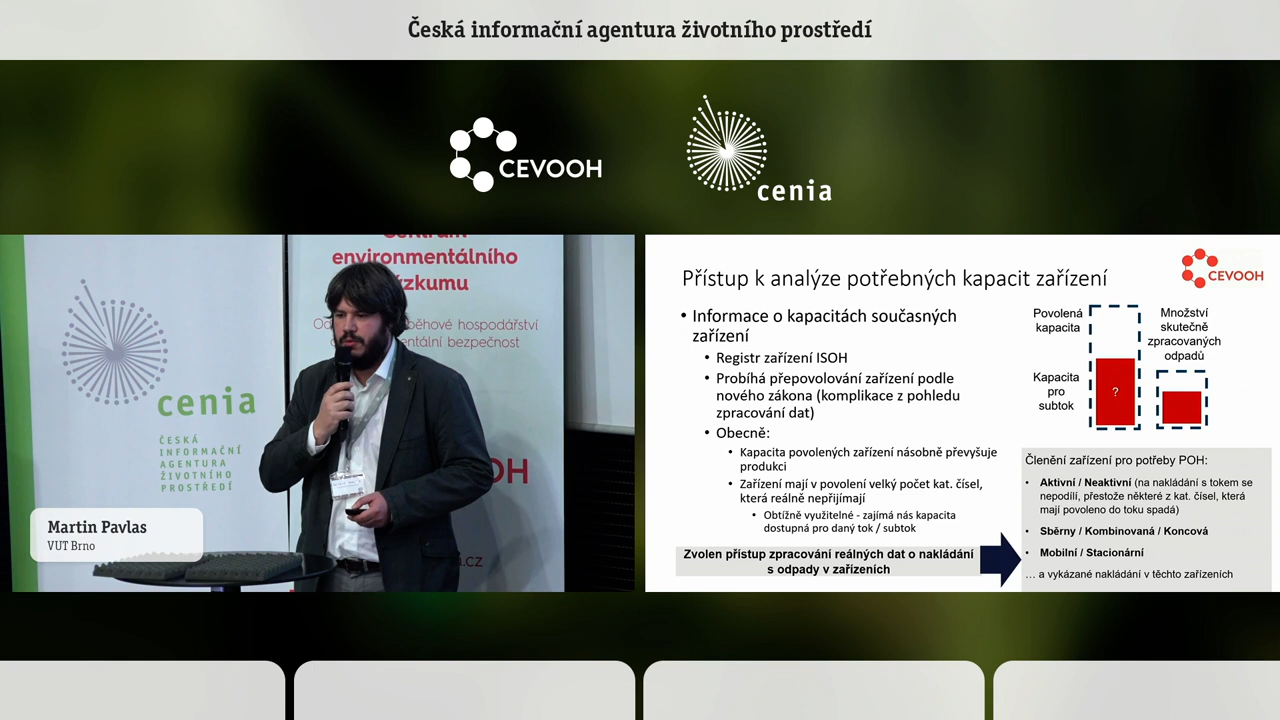 Česká informační agentura životního prostředí
CEVOOH
cenia
Centrum
environmentálního
zkumu
běhové hospodářství
bezpečnost
cenia
ČESKÁ
INFORMAČNÍ
AGENTURA
ŽIVOTNÍHO
PROSTŘEDÍ
OH
.cz
Martin Pavlas
VUT Brno
CEVOOH
Přístup k analýze potřebných kapacit zařízení
• Informace o kapacitách současných
zařízení
• Registr zařízení ISOH
• Probíhá přepovolování zařízení podle
nového zákona (komplikace z pohledu
zpracování dat)
• Obecně:
• Kapacita povolených zařízení násobně převyšuje
produkci
• Zařízení mají v povolení velký počet kat. čísel,
která reálně nepřijímají
• Obtížně využitelné - zajímá nás kapacita
dostupná pro daný tok / subtok
Zvolen přístup zpracování reálných dat o nakládání
s odpady v zařízeních
Povolená
kapacita
Kapacita
pro
subtok
?
Množství
skutečně
zpracovaných
odpadů
Členění zařízení pro potřeby POH:
• Aktivní / Neaktivní (na nakládání s tokem se
nepodílí, přestože některé z kat. čísel, která
mají povoleno do toku spadá)
• Sběrny / Kombinovaná / Koncová
• Mobilní / Stacionární
… a vykázané nakládání v těchto zařízeních